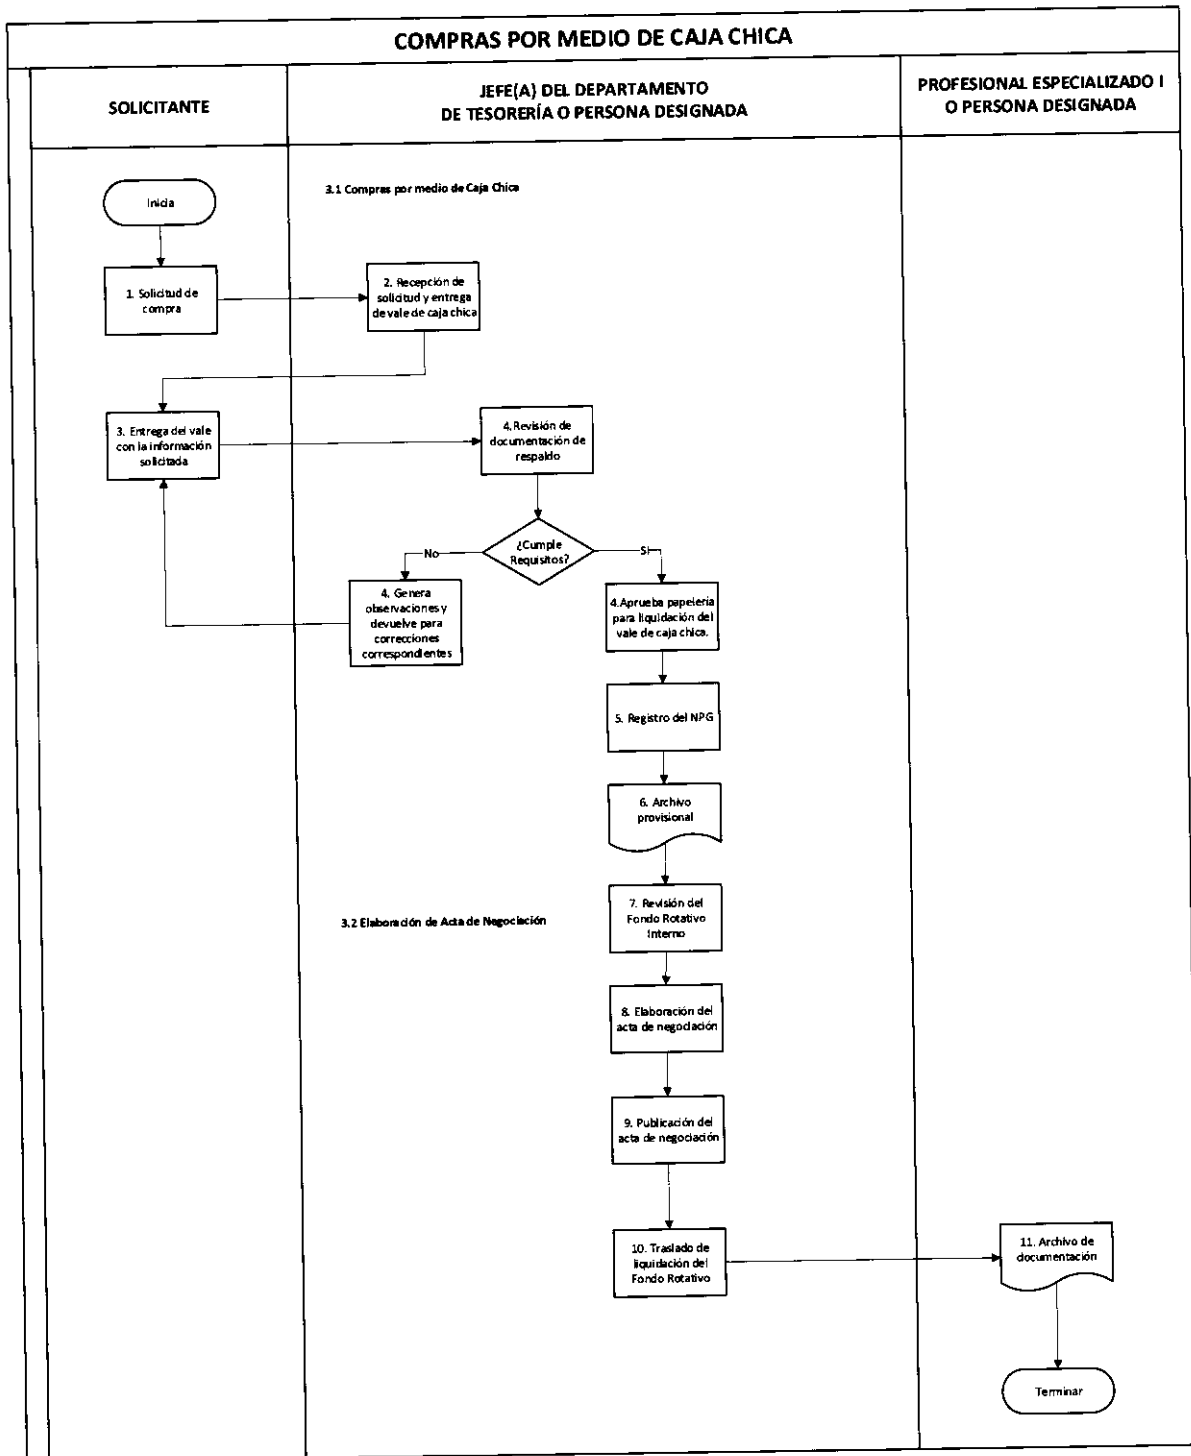 COMPRAS POR MEDIO DE CAJA CHICA
SOLICITANTE
JEFE(A) DEL DEPARTAMENTO
DE TESORERÍA O PERSONA DESIGNADA
PROFESIONAL ESPECIALIZADO I
O PERSONA DESIGNADA
3.1 Compras por medio de Caja Chica
Inicia
1. Solicitud de
compra
2. Recepción de
solicitud y entrega
de vale de caja chica
3. Entrega del vale
con la información
solicitada
4.Revisión de
documentación de
respaldo
¿Cumple
Requisitos?
No
Si
4. Genera
observaciones y
devuelve para
correcciones
correspondientes
4.Aprueba papelería
para liquidación del
vale de caja chica.
5. Registro del NPG
6. Archivo
provisional
3.2 Elaboración de Acta de Negociación
7. Revisión del
Fondo Rotativo
Interno
8. Elaboración del
acta de negociación
9. Publicación del
acta de negociación
10. Traslado de
liquidación del
Fondo Rotativo
11. Archivo de
documentación
Terminar